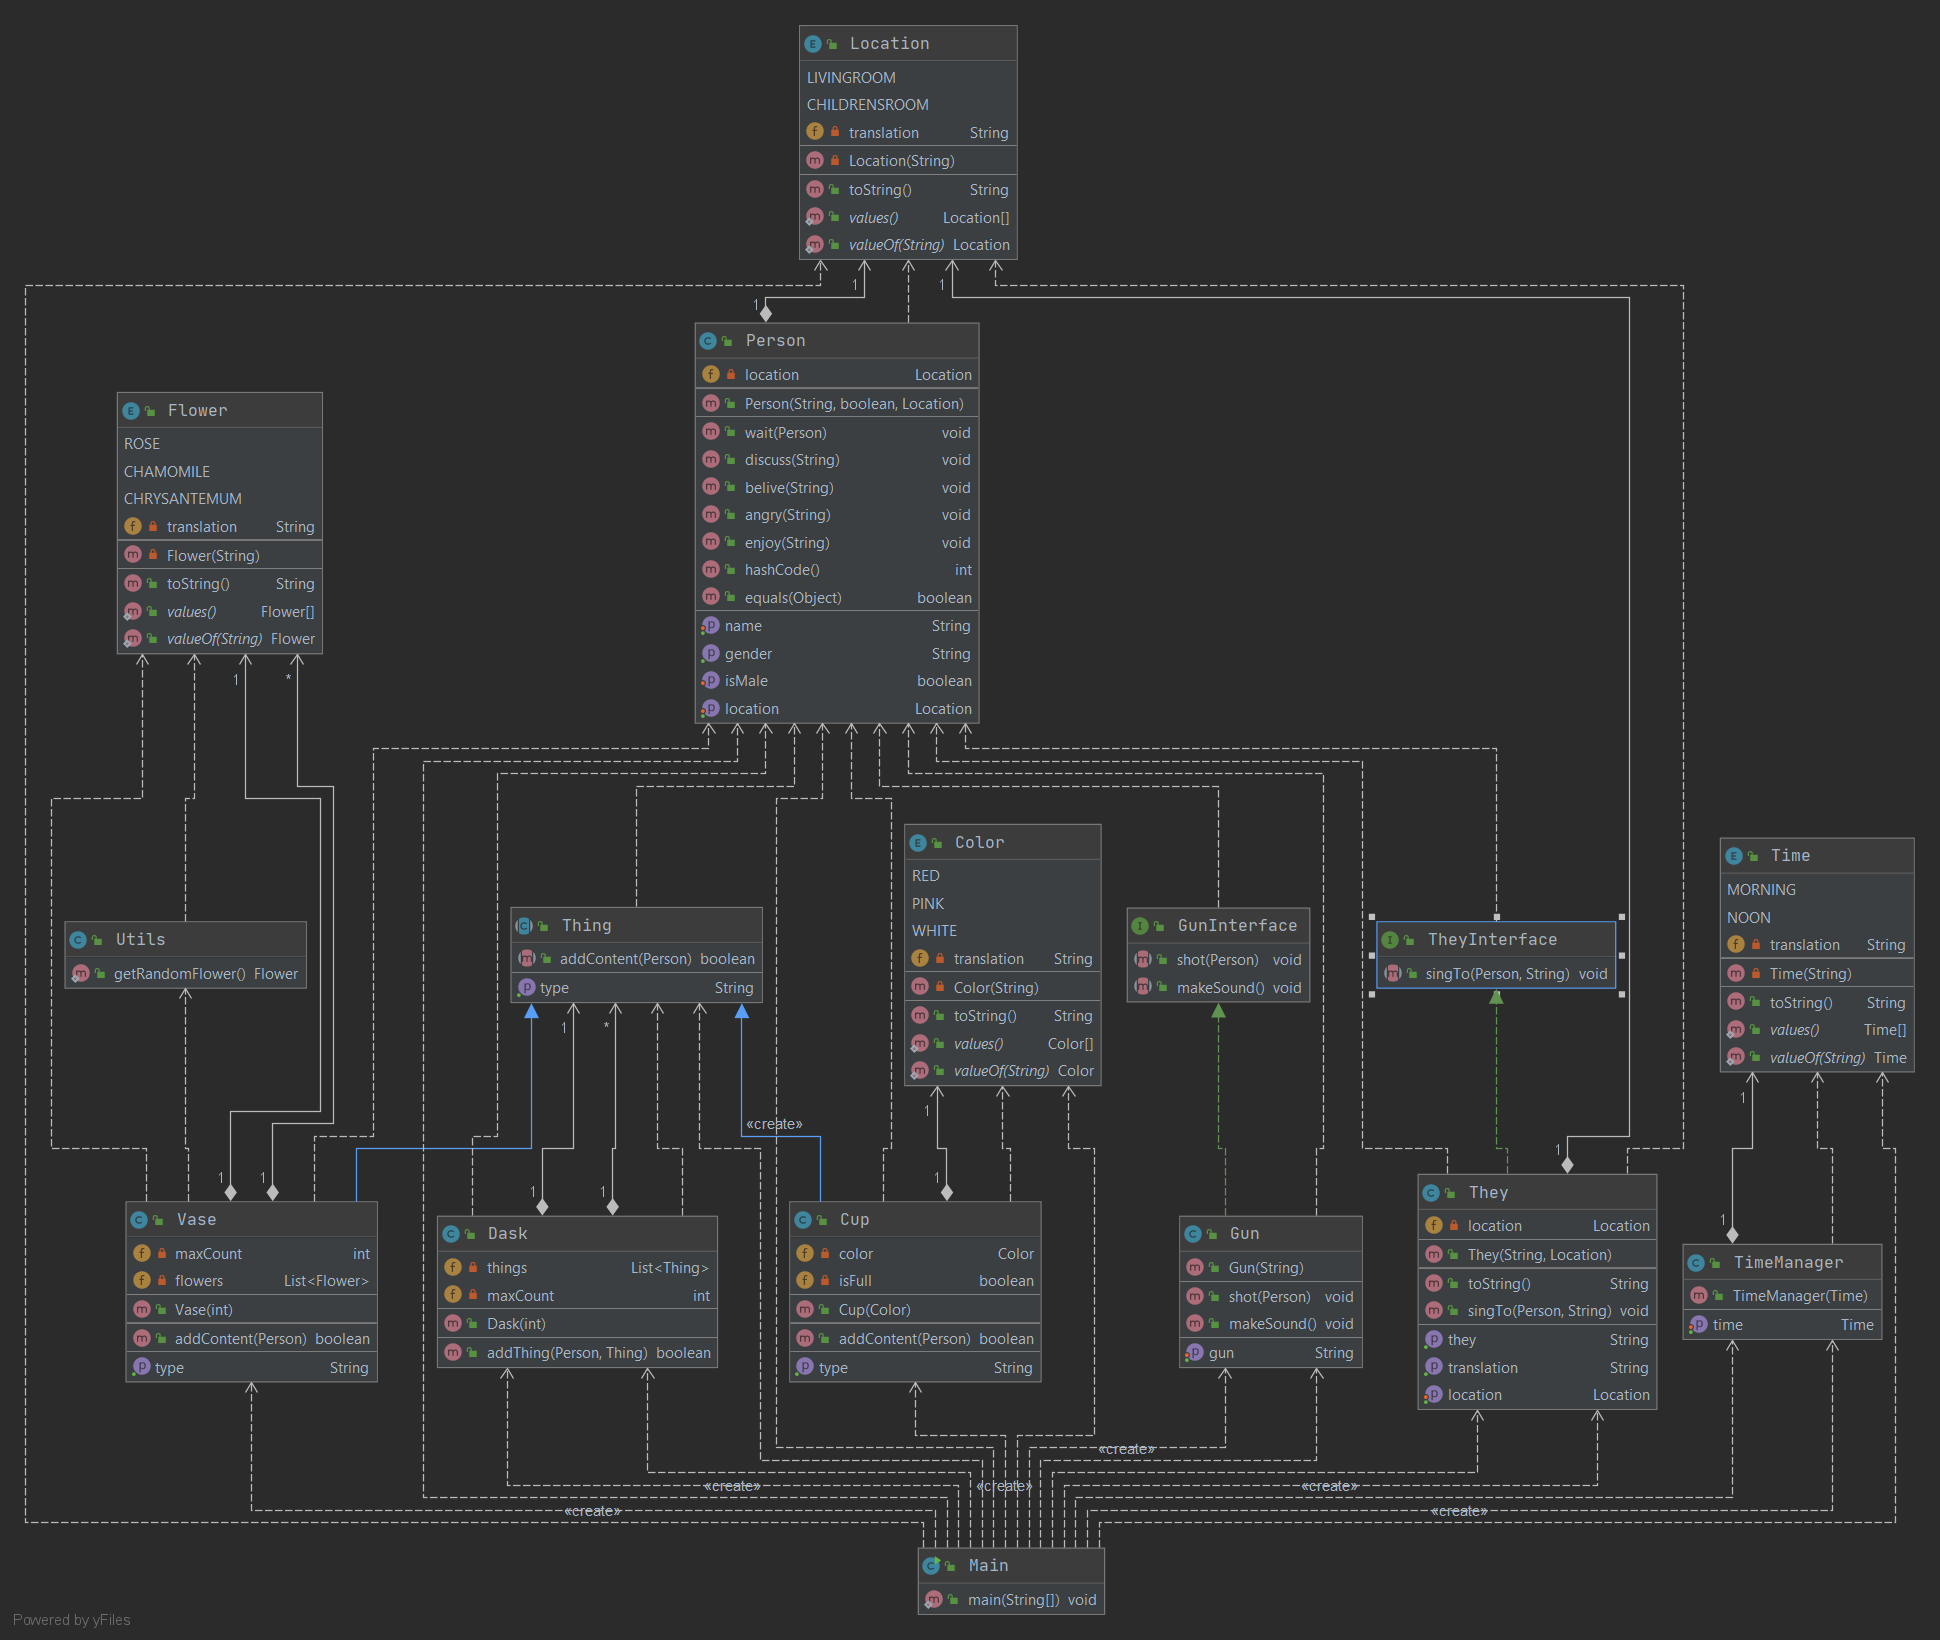 Location
LIVINGROOM
CHILDRENSROOM
translation String
Location(String)
toString() String
values() Location[]
valueOf(String) Location
1
1
1
Person
location Location
Person(String, boolean, Location)
wait(Person) void
discuss(String) void
belive(String) void
angry(String) void
enjoy(String) void
hashCode() int
equals(Object) boolean
name String
gender String
isMale boolean
location Location
Flower
ROSE
CHAMOMILE
CHRYSANTEMUM
translation String
Flower(String)
toString() String
values() Flower[]
valueOf(String) Flower
1
*
Utils
getRandomFlower() Flower
Thing
addContent(Person) boolean
type String
1
*
Color
RED
PINK
WHITE
translation String
Color(String)
toString() String
values() Color[]
valueOf(String) Color
1
GunInterface
shot(Person) void
makeSound() void
TheyInterface
singTo(Person, String) void
Time
MORNING
NOON
translation String
Time(String)
toString() String
values() Time[]
valueOf(String) Time
1
«create»
1
1
1
1
1
1
Vase
maxCount int
flowers List<Flower>
Vase(int)
addContent(Person) boolean
type String
Dask
things List<Thing>
maxCount int
Dask(int)
addThing(Person, Thing) boolean
Cup
color Color
isFull boolean
Cup(Color)
addContent(Person) boolean
type String
Gun
Gun(String)
shot(Person) void
makeSound() void
gun String
They
location Location
They(String, Location)
toString() String
singTo(Person, String) void
they String
translation String
location Location
TimeManager
TimeManager(Time)
time Time
«create»
«create»
«create»
«create»
«create»
«create»
Main
main(String[]) void
Powered by yFiles